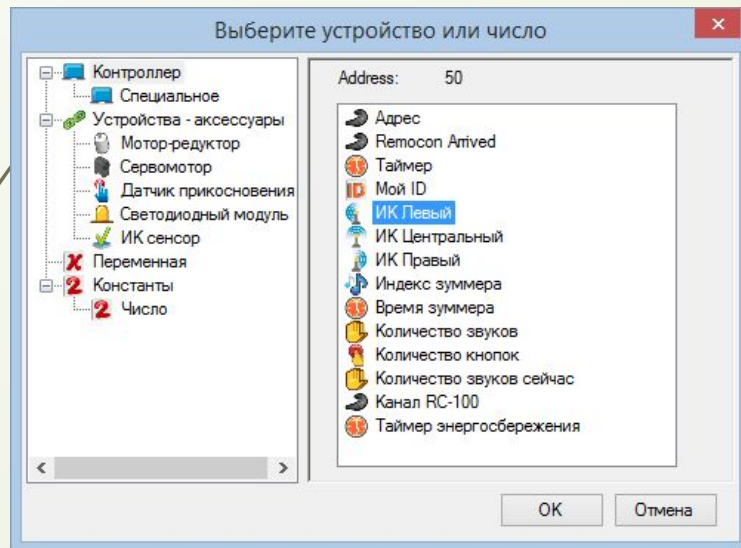 Выберите устройство или число
Контроллер
Специальное
Устройства - аксессуары
Мотор-редуктор
Сервомотор
Датчик прикосновения
Светодиодный модуль
ИК сенсор
Переменная
Константы
Число
Address: 50
Адрес
Remocon Arrived
Таймер
Мой ID
ИК Левый
ИК Центральный
ИК Правый
Индекс зуммера
Время зуммера
Количество звуков
Количество кнопок
Количество звуков сейчас
Канал RC-100
Таймер энергосбережения
OK
Отмена